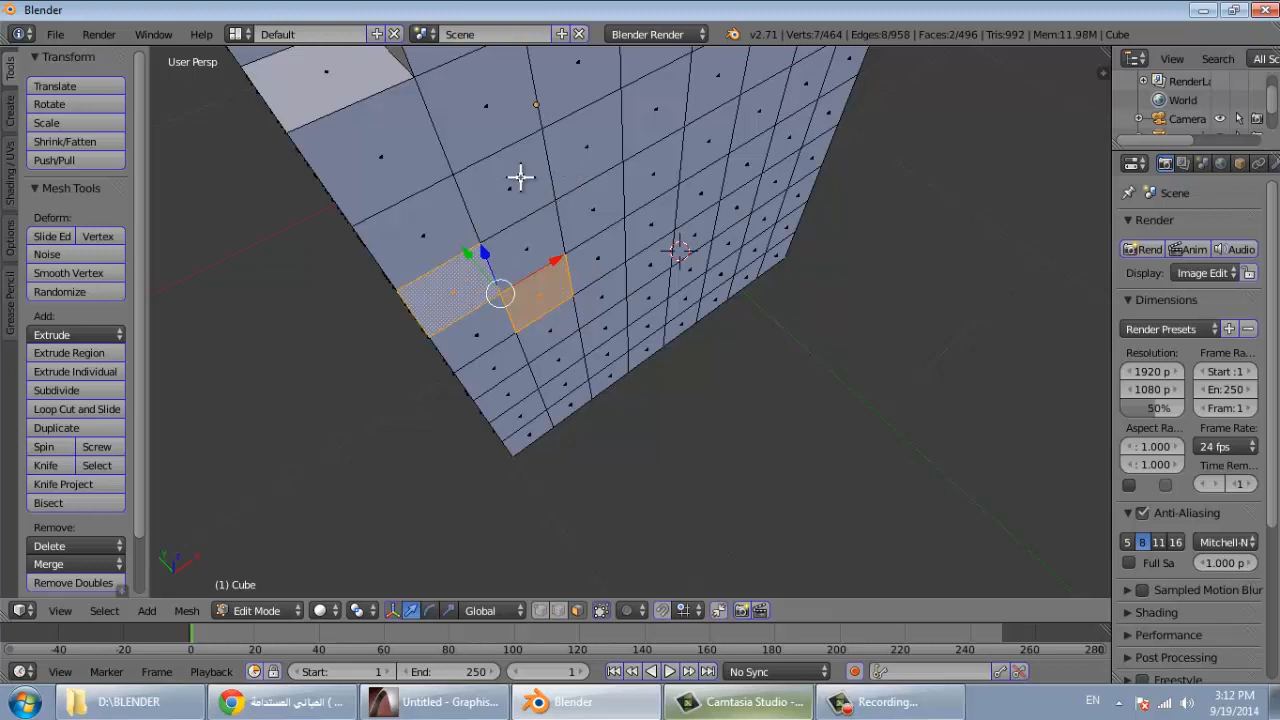 Blender
File Render Window Help Default Scene Blender Render v2.71 | Verts:7/464 | Edges:8/958 | Faces:2/496 | Tris:992 | Mem:11.98M | Cube
Tools
Create
Shading / UVs
Options
Grease Pencil
Transform
Translate
Rotate
Scale
Shrink/Fatten
Push/Pull
Mesh Tools
Deform:
Slide Ed Vertex
Noise
Smooth Vertex
Randomize
Add:
Extrude
Extrude Region
Extrude Individual
Subdivide
Loop Cut and Slide
Duplicate
Spin Screw
Knife Select
Knife Project
Bisect
Remove:
Delete
Merge
Remove Doubles
User Persp
(1) Cube
View Search All Sc
RenderLa
World
Camera
Scene
Render
Rend Anim Audio
Display: Image Edit
Dimensions
Render Presets
Resolution: Frame Ra...
1920 p Start :1
1080 p En: 250
50% Fram: 1
Aspect Ra... Frame Rate:
: 1.000 24 fps
: 1.000 Time Rem...
1
Anti-Aliasing
5 8 11 16 Mitchell-N
Full Sa 1.000 p
Sampled Motion Blur
Shading
Performance
Post Processing
Freestyle
View Select Add Mesh Edit Mode Global
-40 -20 0 20 40 60 80 100 120 140 160 180 200 220 240 260 280
View Marker Frame Playback Start: 1 End: 250 1 No Sync
D:\BLENDER المباني المستدامة ( ... Untitled - Graphis... Blender Camtasia Studio -... Recording... EN 3:12 PM
9/19/2014